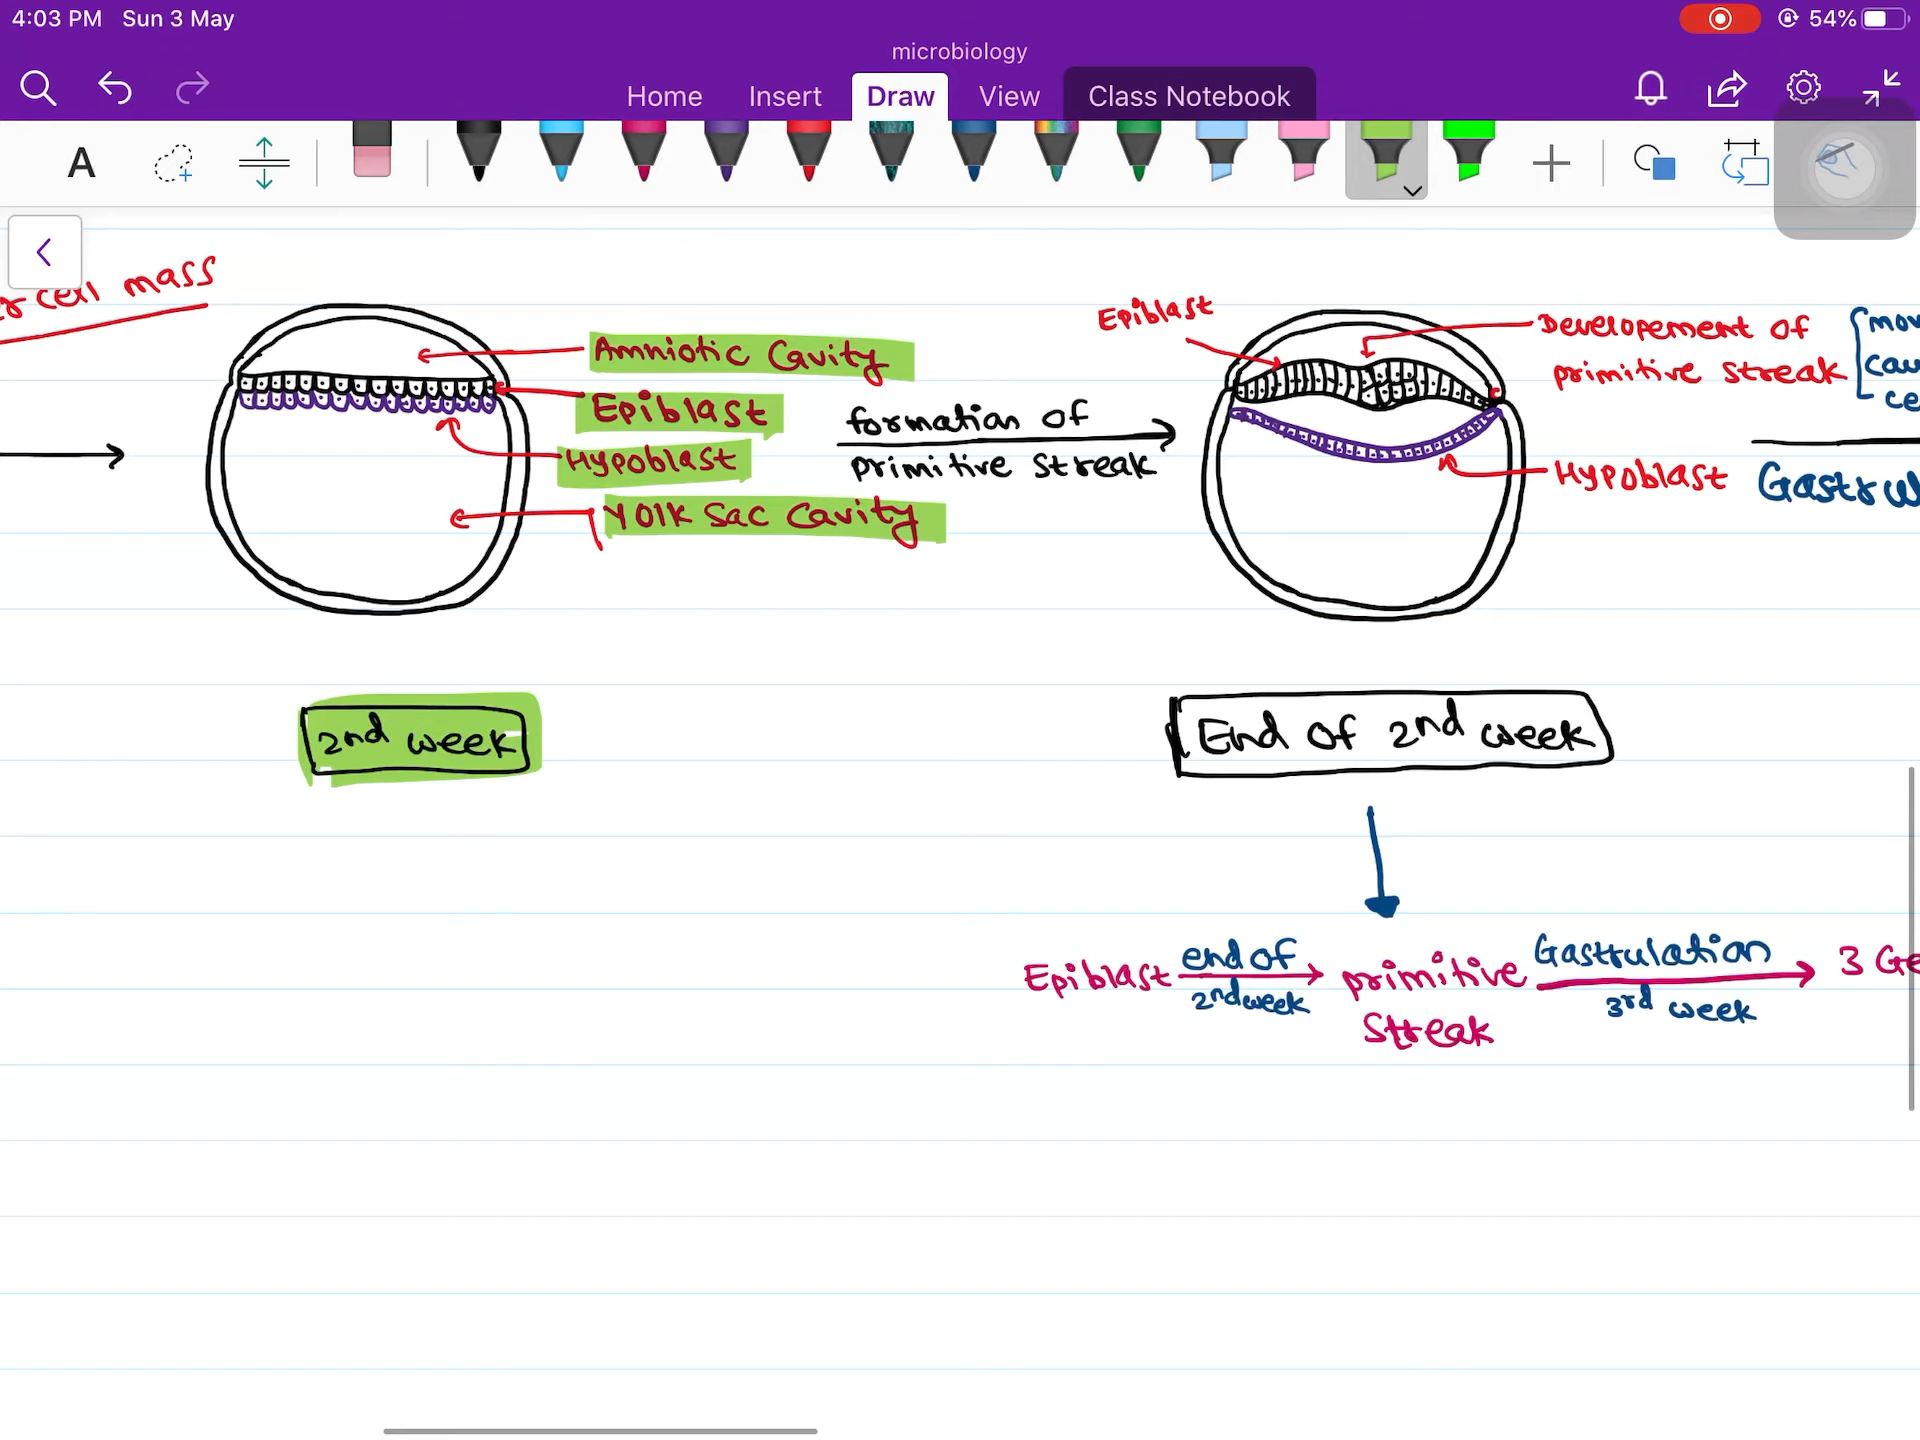 4:03 PM Sun 3 May
54%
microbiology
Home Insert Draw View Class Notebook
A
cell mass
Amniotic Cavity
Epiblast
Hypoblast
Yolk Sac Cavity
formation of
primitive streak
Epiblast
Developement of
primitive streak
Hypoblast
2nd week
End of 2nd week
Epiblast end of 2nd week primitive Streak Gastrulation 3rd week 3